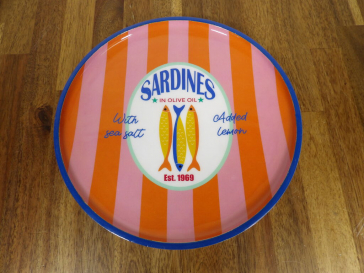 SARDINES
IN OLIVE OIL
With
sea salt
Added
lemon
Est. 1969